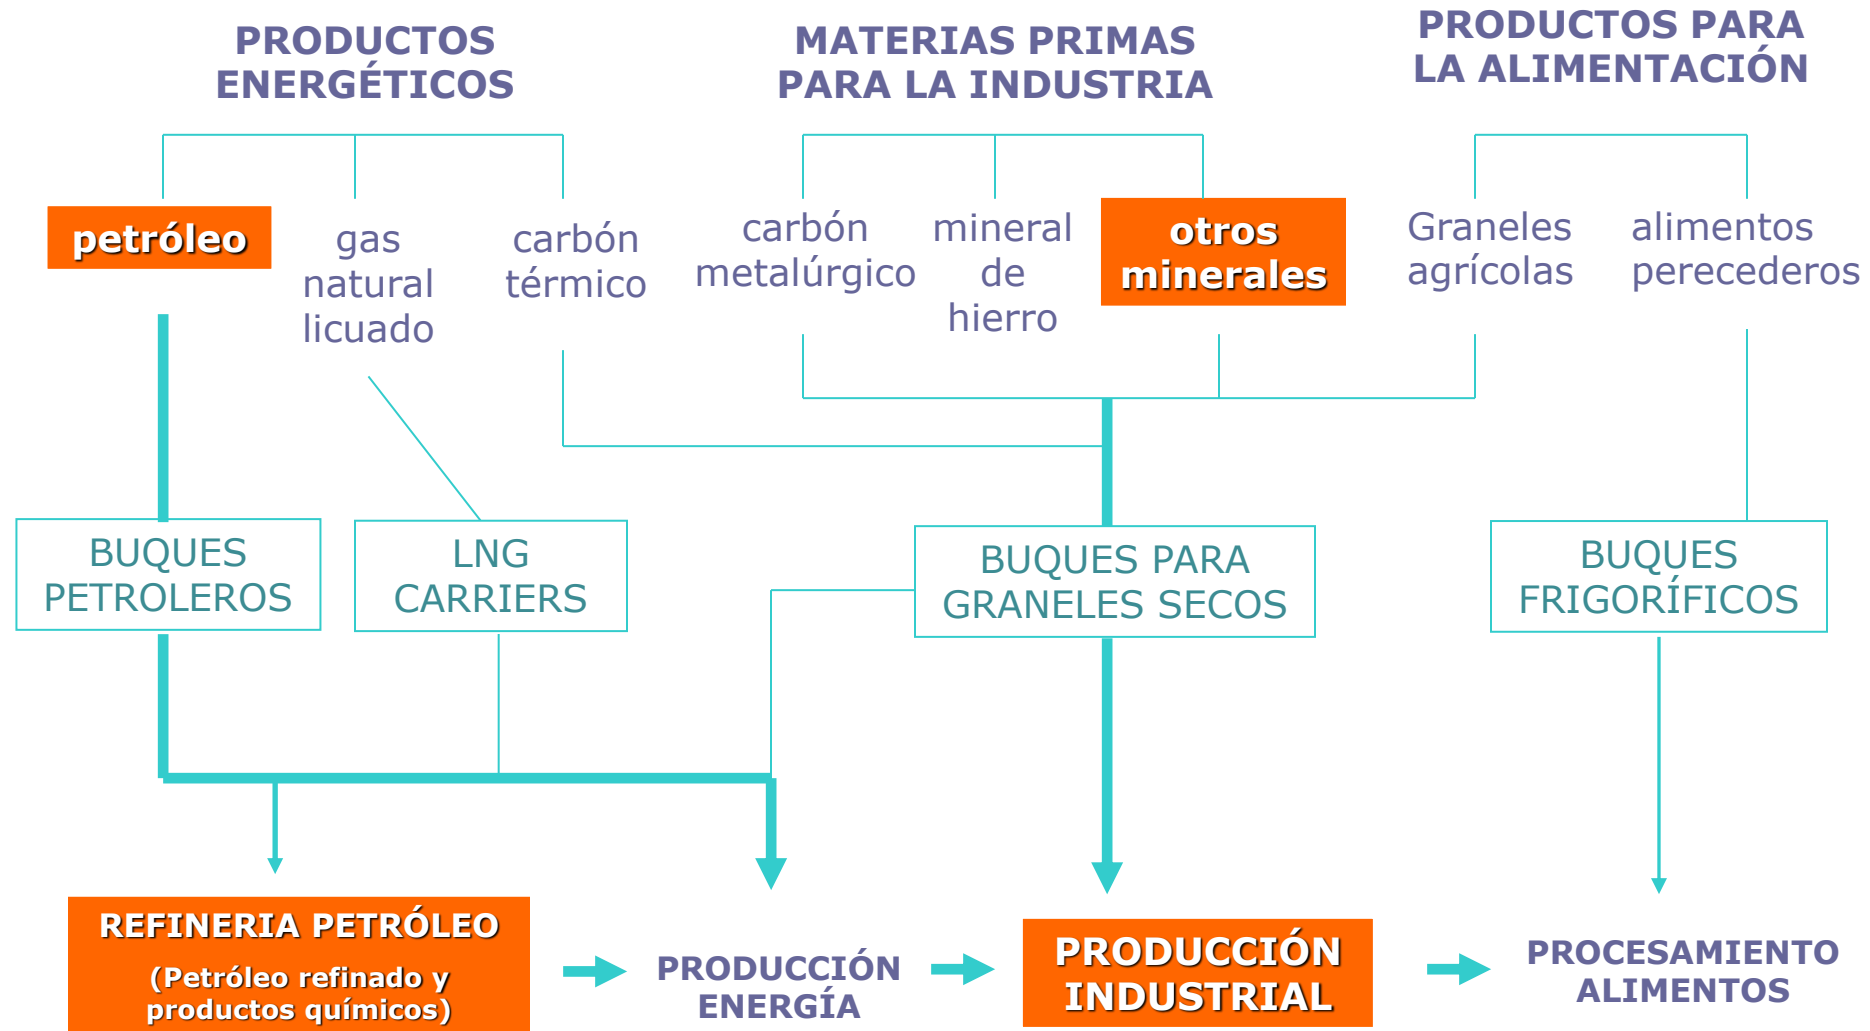 PRODUCTOS
ENERGÉTICOS
MATERIAS PRIMAS
PARA LA INDUSTRIA
PRODUCTOS PARA
LA ALIMENTACIÓN
petróleo
gas
natural
licuado
carbón
térmico
carbón
metalúrgico
mineral
de
hierro
otros
minerales
Graneles
agrícolas
alimentos
perecederos
BUQUES
PETROLEROS
LNG
CARRIERS
BUQUES PARA
GRANELES SECOS
BUQUES
FRIGORÍFICOS
REFINERIA PETRÓLEO
(Petróleo refinado y
productos químicos)
PRODUCCIÓN
ENERGÍA
PRODUCCIÓN
INDUSTRIAL
PROCESAMIENTO
ALIMENTOS